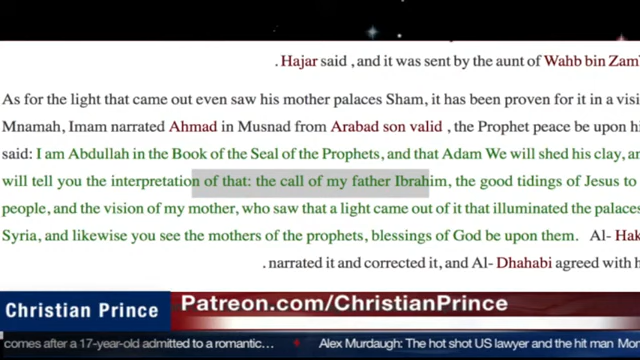 .Hajar said , and it was sent by the aunt of Wahb bin
As for the light that came out even saw his mother palaces Sham, it has been proven for it in a
Mnamah, Imam narrated Ahmad in Musnad from Arabad son valid , the Prophet peace be upon
said: I am Abdullah in the Book of the Seal of the Prophets, and that Adam We will shed his clay,
will tell you the interpretation of that: the call of my father Ibrahim, the good tidings of Jesus to
people, and the vision of my mother, who saw that a light came out of it that illuminated the palaces
Syria, and likewise you see the mothers of the prophets, blessings of God be upon them. Al-
.narrated it and corrected it, and Al- Dhahabi agreed with
Christian Prince
Patreon.com/ChristianPrince
comes after a 17-year-old admitted to a romantic… Alex Murdaugh: The hot shot US lawyer and the hit man